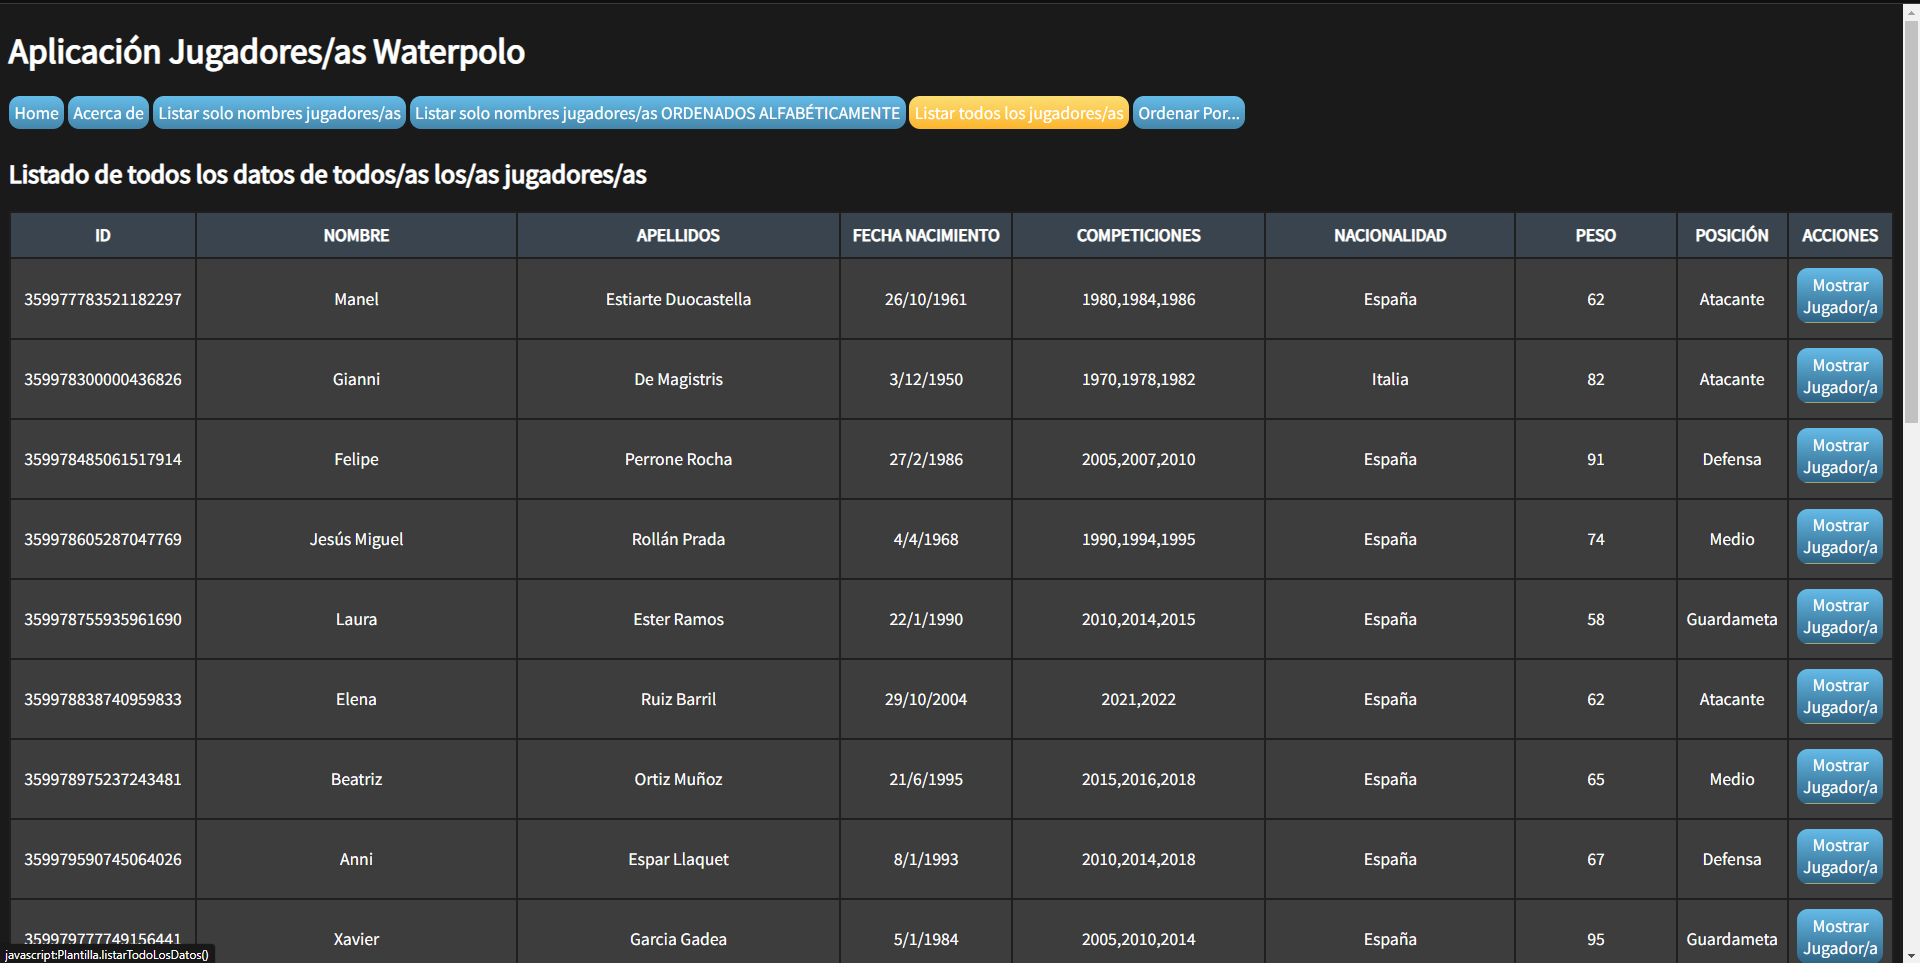 Aplicación Jugadores/as Waterpolo
Home Acerca de Listar solo nombres jugadores/as Listar solo nombres jugadores/as ORDENADOS ALFABÉTICAMENTE Listar todos los jugadores/as Ordenar Por...
Listado de todos los datos de todos/as los/as jugadores/as
ID NOMBRE APELLIDOS FECHA NACIMIENTO COMPETICIONES NACIONALIDAD PESO POSICIÓN ACCIONES
359977783521182297 Manel Estiarte Duocastella 26/10/1961 1980,1984,1986 España 62 Atacante Mostrar Jugador/a
359978300000436826 Gianni De Magistris 3/12/1950 1970,1978,1982 Italia 82 Atacante Mostrar Jugador/a
359978485061517914 Felipe Perrone Rocha 27/2/1986 2005,2007,2010 España 91 Defensa Mostrar Jugador/a
359978605287047769 Jesús Miguel Rollán Prada 4/4/1968 1990,1994,1995 España 74 Medio Mostrar Jugador/a
359978755935961690 Laura Ester Ramos 22/1/1990 2010,2014,2015 España 58 Guardameta Mostrar Jugador/a
359978838740959833 Elena Ruiz Barril 29/10/2004 2021,2022 España 62 Atacante Mostrar Jugador/a
359978975237243481 Beatriz Ortiz Muñoz 21/6/1995 2015,2016,2018 España 65 Medio Mostrar Jugador/a
359979590745064026 Anni Espar Llaquet 8/1/1993 2010,2014,2018 España 67 Defensa Mostrar Jugador/a
359979777749156441 Xavier Garcia Gadea 5/1/1984 2005,2010,2014 España 95 Guardameta Mostrar Jugador/a
javascript:Plantilla.listarTodoLosDatos()